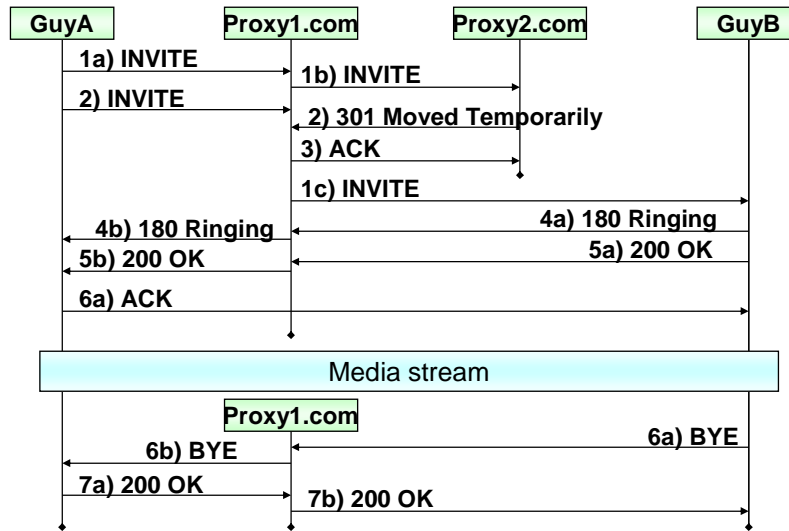 GuyA
Proxy1.com
Proxy2.com
GuyB
1a) INVITE
1b) INVITE
2) INVITE
2) 301 Moved Temporarily
3) ACK
1c) INVITE
4b) 180 Ringing
4a) 180 Ringing
5b) 200 OK
5a) 200 OK
6a) ACK
Media stream
Proxy1.com
6b) BYE
6a) BYE
7a) 200 OK
7b) 200 OK